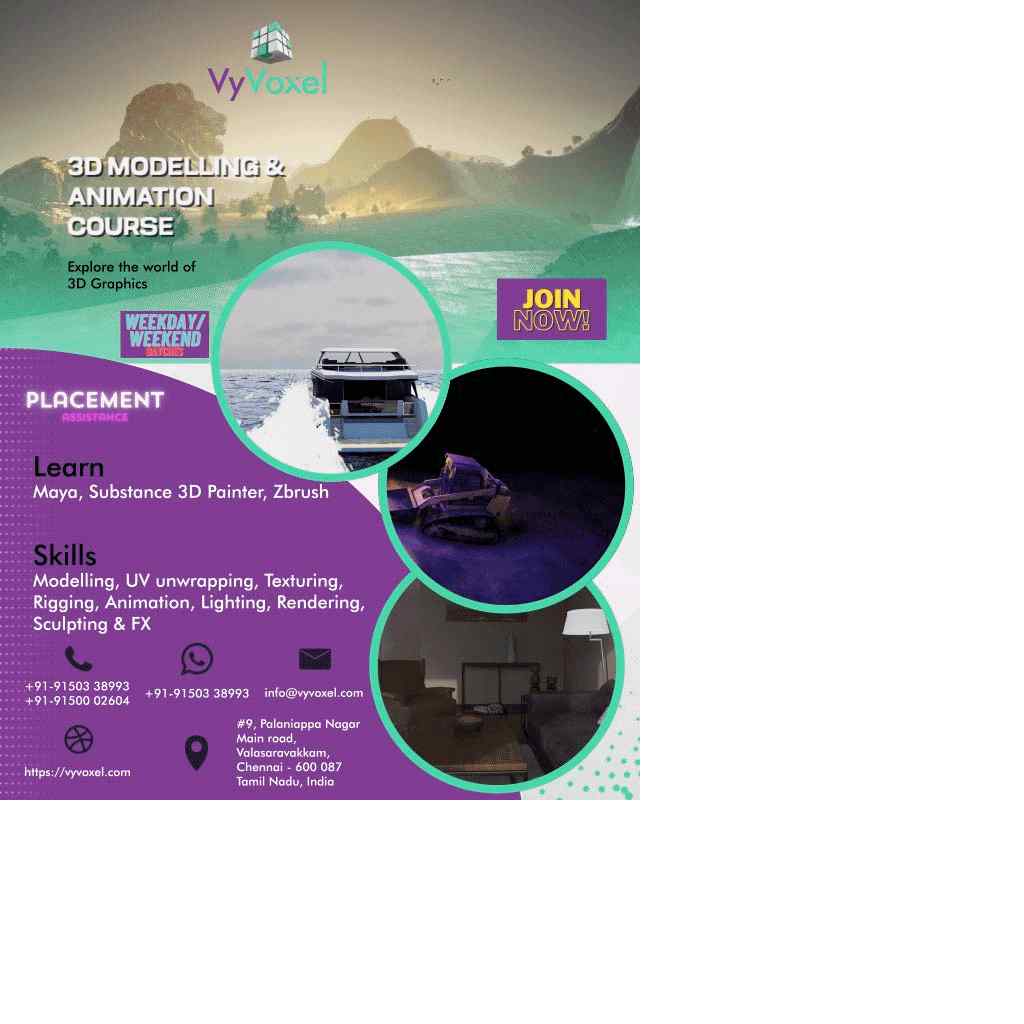 VyVoxel
3D MODELLING &
ANIMATION
COURSE
Explore the world of
3D Graphics
JOIN
NOW!
WEEKDAY/
WEEKEND
BATCHES
PLACEMENT
ASSISTANCE
Learn
Maya, Substance 3D Painter, Zbrush
Skills
Modelling, UV unwrapping, Texturing,
Rigging, Animation, Lighting, Rendering,
Sculpting & FX
+91-91503 38993
+91-91500 02604
+91-91503 38993
info@vyvoxel.com
https://vyvoxel.com
#9, Palaniappa Nagar
Main road,
Valasaravakkam,
Chennai - 600 087
Tamil Nadu, India